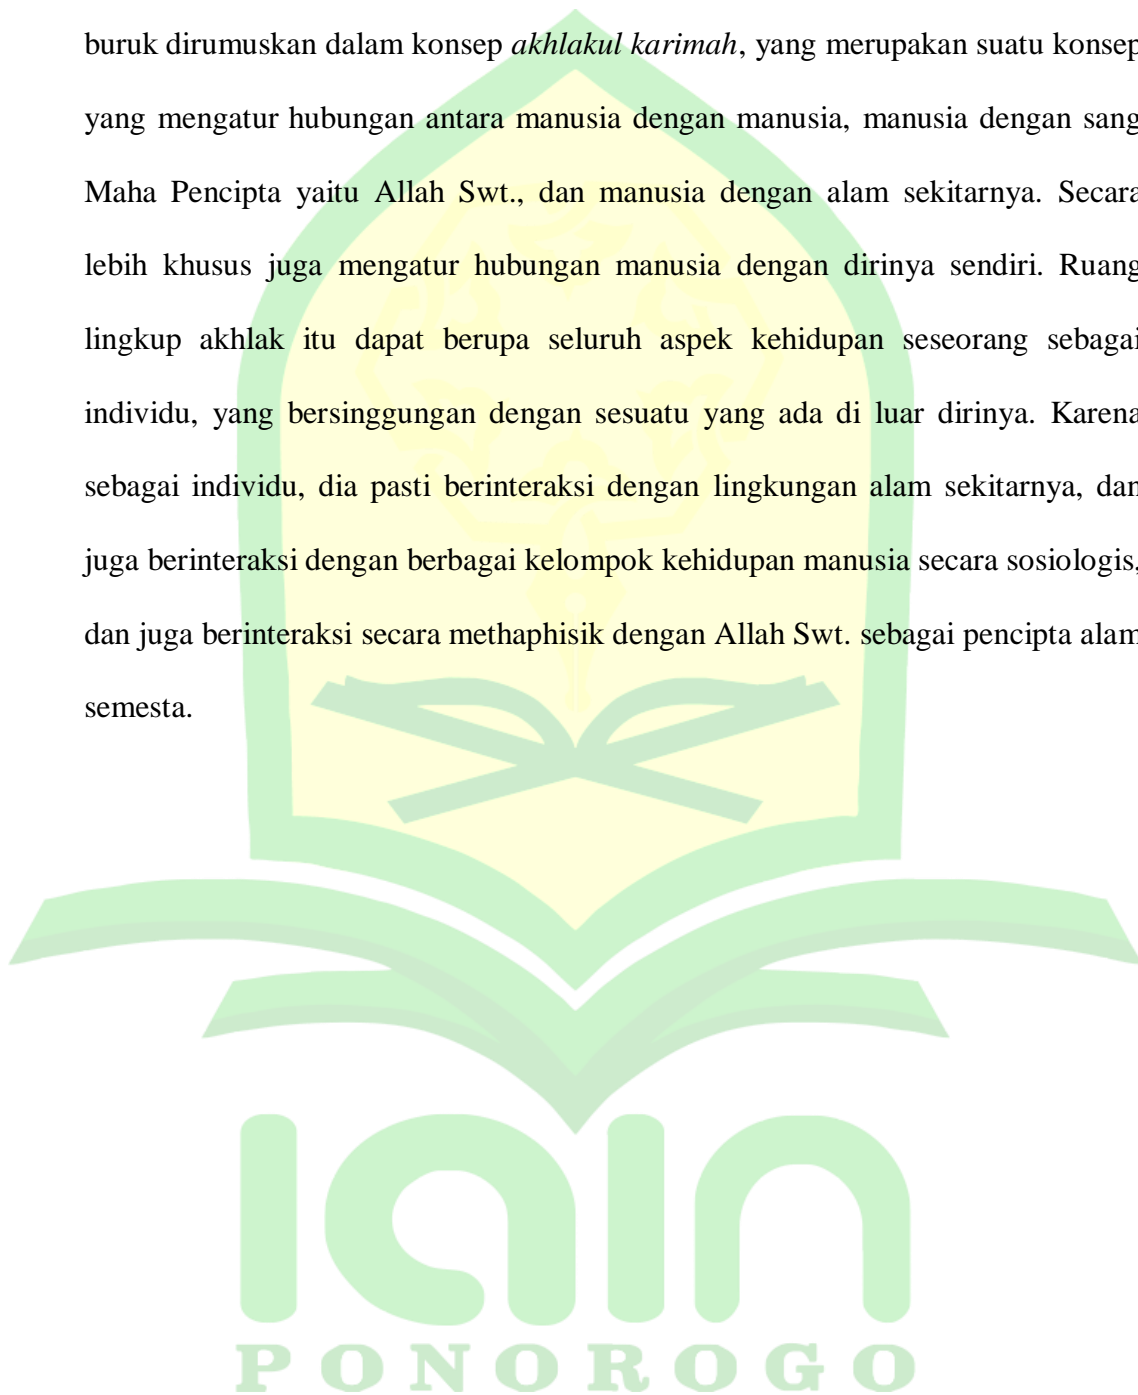 buruk dirumuskan dalam konsep akhlakul karimah, yang merupakan suatu konsep
yang mengatur hubungan antara manusia dengan manusia, manusia dengan sang
Maha Pencipta yaitu Allah Swt., dan manusia dengan alam sekitarnya. Secara
lebih khusus juga mengatur hubungan manusia dengan dirinya sendiri. Ruang
lingkup akhlak itu dapat berupa seluruh aspek kehidupan seseorang sebagai
individu, yang bersinggungan dengan sesuatu yang ada di luar dirinya. Karena
sebagai individu, dia pasti berinteraksi dengan lingkungan alam sekitarnya, dan
juga berinteraksi dengan berbagai kelompok kehidupan manusia secara sosiologis,
dan juga berinteraksi secara methaphisik dengan Allah Swt. sebagai pencipta alam
semesta.
iain
PONOROGO